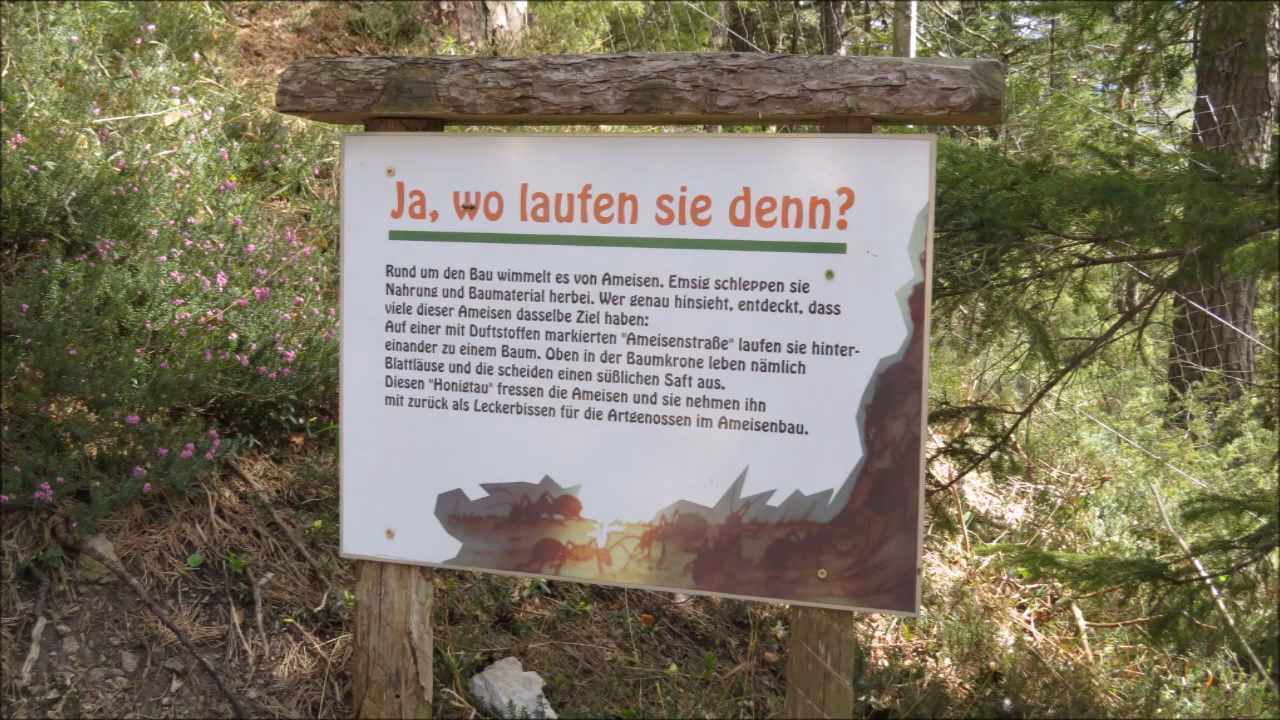 Ja, wo laufen sie denn?
Rund um den Bau wimmelt es von Ameisen. Emsig schleppen sie
Nahrung und Baumaterial herbei. Wer genau hinsieht, entdeckt, dass
viele dieser Ameisen dasselbe Ziel haben:
Auf einer mit Duftstoffen markierten "Ameisenstraße" laufen sie hinter-
einander zu einem Baum. Oben in der Baumkrone leben nämlich
Blattläuse und die scheiden einen süßlichen Saft aus.
Diesen "Honigtau" fressen die Ameisen und sie nehmen ihn
mit zurück als Leckerbissen für die Artgenossen im Ameisenbau.